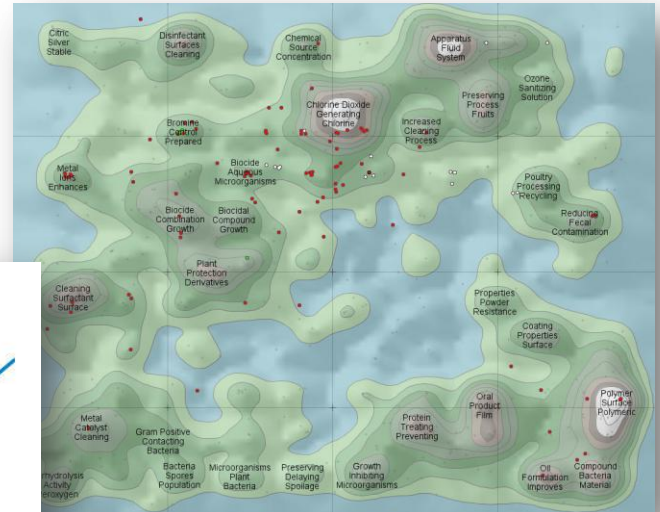 Citric
Silver
Stable
Disinfectant
Surfaces
Cleaning
Chemical
Source
Concentration
Apparatus
Fluid
System
Ozone
Sanitizing
Solution
Preserving
Process
Fruits
Chlorine Dioxide
Generating
Chlorine
Bromine
Control
Prepared
Increased
Cleaning
Process
Metal
Ions
Enhances
Biocide
Aqueous
Microorganisms
Poultry
Processing
Recycling
Biocide
Combination
Growth
Biocidal
Compound
Growth
Reducing
Fecal
Contamination
Plant
Protection
Derivatives
Cleaning
Surfactant
Surface
Properties
Powder
Resistance
Coating
Properties
Surface
Metal
Catalyst
Cleaning
Gram Positive
Contacting
Bacteria
Protein
Treating
Preventing
Oral
Product
Film
Polymer
Surface
Polymeric
hydrolysis
Activity
eroxygen
Bacteria
Spores
Population
Microorganisms
Plant
Bacteria
Preserving
Delaying
Spoilage
Growth
Inhibiting
Microorganisms
Oil
Formulation
Improves
Compound
Bacteria
Material